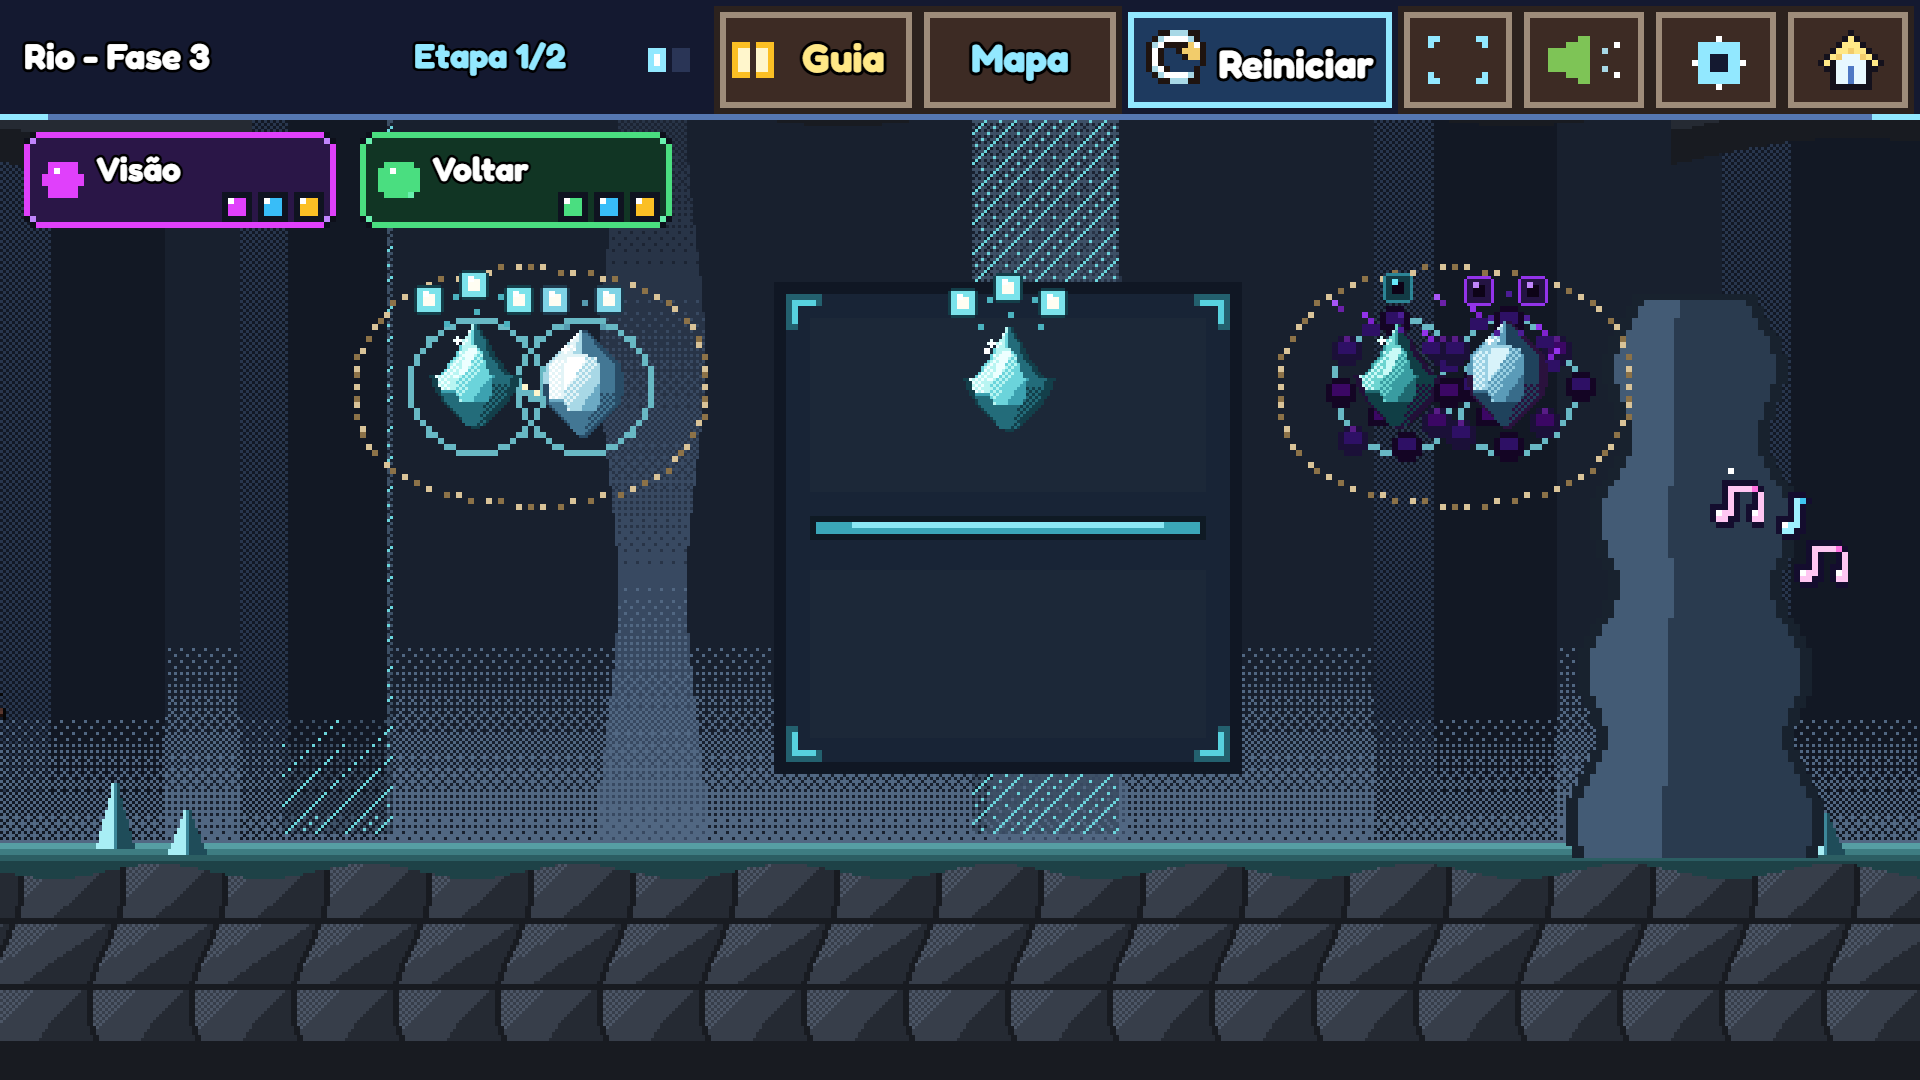 Rio - Fase 3
Etapa 1/2
Guia
Mapa
Reiniciar
Visão
Voltar